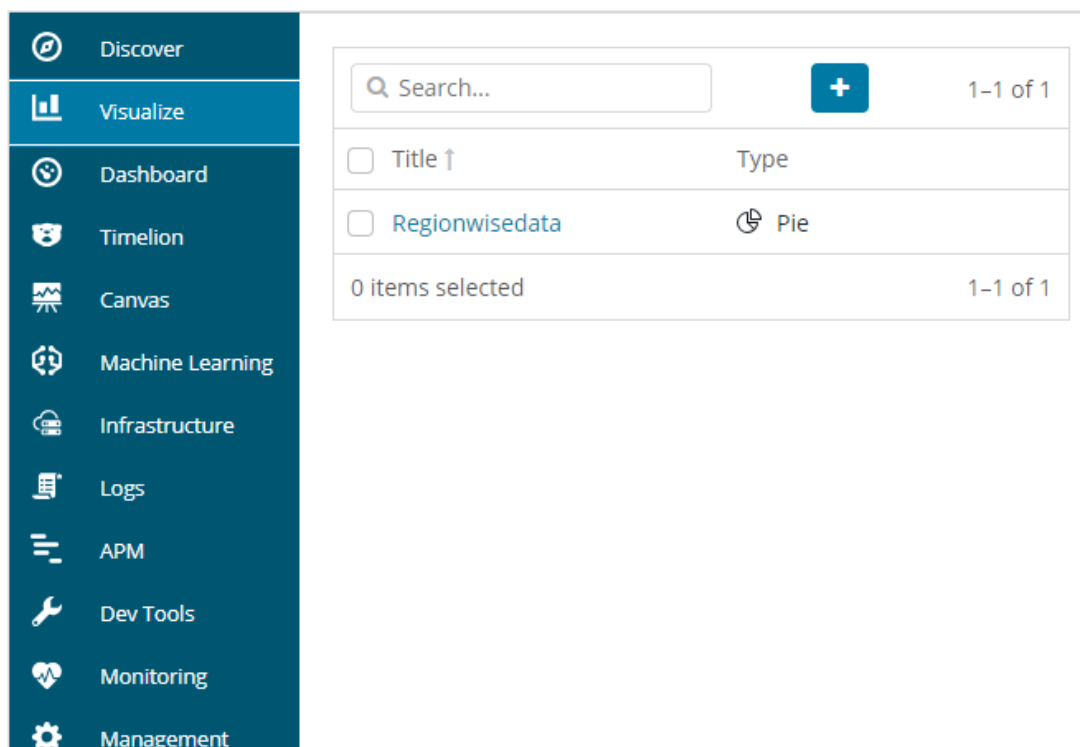 Discover
Visualize
Dashboard
Timelion
Canvas
Machine Learning
Infrastructure
Logs
APM
Dev Tools
Monitoring
Management
Search...
+
1–1 of 1
Title Type
Regionwisedata Pie
0 items selected 1–1 of 1